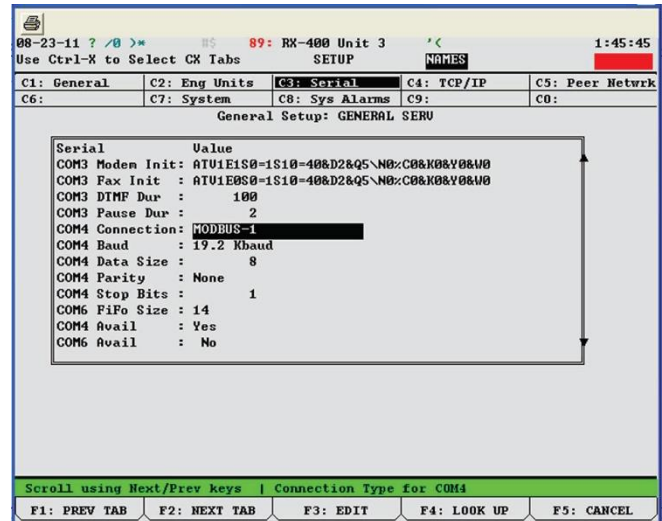 08-23-11 ? /0 >* #$ 89: RX-400 Unit 3 '< 1:45:45
Use Ctrl-X to Select CX Tabs SETUP NAMES
C1: General C2: Eng Units C3: Serial C4: TCP/IP C5: Peer Netwrk
C6: C7: System C8: Sys Alarms C9: C0:
General Setup: GENERAL SERV
Serial Value
COM3 Modem Init: ATV1E1S0=1S10=40&D2&Q5\N0%C0&K0&Y0&W0
COM3 Fax Init : ATV1E0S0=1S10=40&D2&Q5\N0%C0&K0&Y0&W0
COM3 DTMF Dur : 100
COM3 Pause Dur : 2
COM4 Connection: MODBUS-1
COM4 Baud : 19.2 Kbaud
COM4 Data Size : 8
COM4 Parity : None
COM4 Stop Bits : 1
COM6 FiFo Size : 14
COM4 Avail : Yes
COM6 Avail : No
Scroll using Next/Prev keys | Connection Type for COM4
F1: PREV TAB F2: NEXT TAB F3: EDIT F4: LOOK UP F5: CANCEL